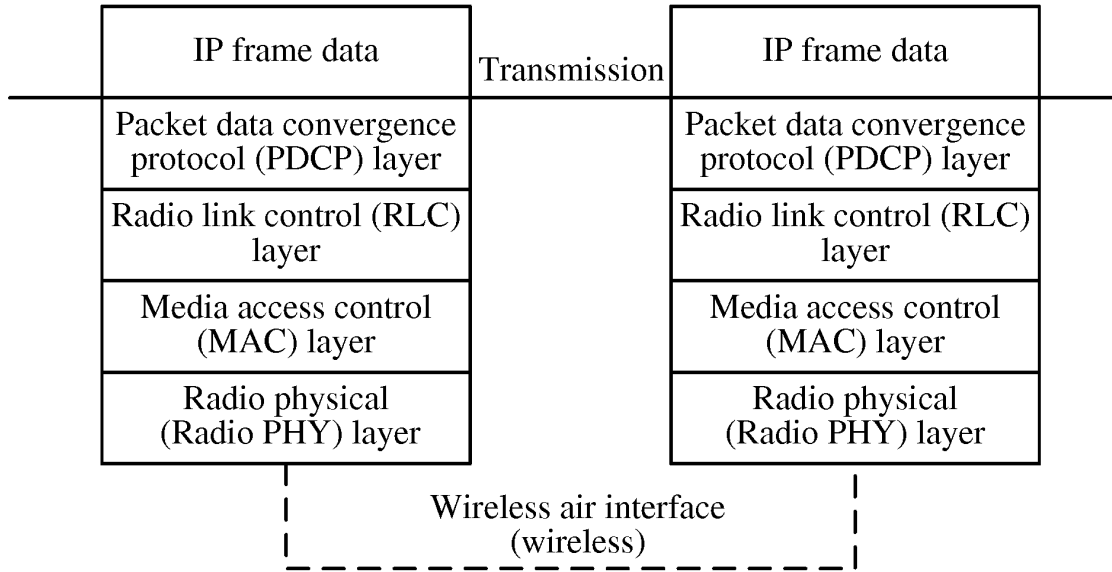 IP frame data
Transmission
IP frame data
Packet data convergence
protocol (PDCP) layer
Packet data convergence
protocol (PDCP) layer
Radio link control (RLC)
layer
Radio link control (RLC)
layer
Media access control
(MAC) layer
Media access control
(MAC) layer
Radio physical
(Radio PHY) layer
Radio physical
(Radio PHY) layer
Wireless air interface
(wireless)